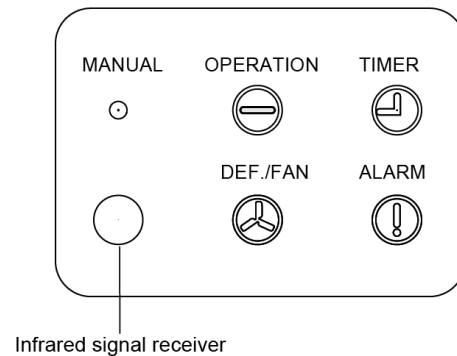 MANUAL OPERATION TIMER
DEF./FAN ALARM
Infrared signal receiver